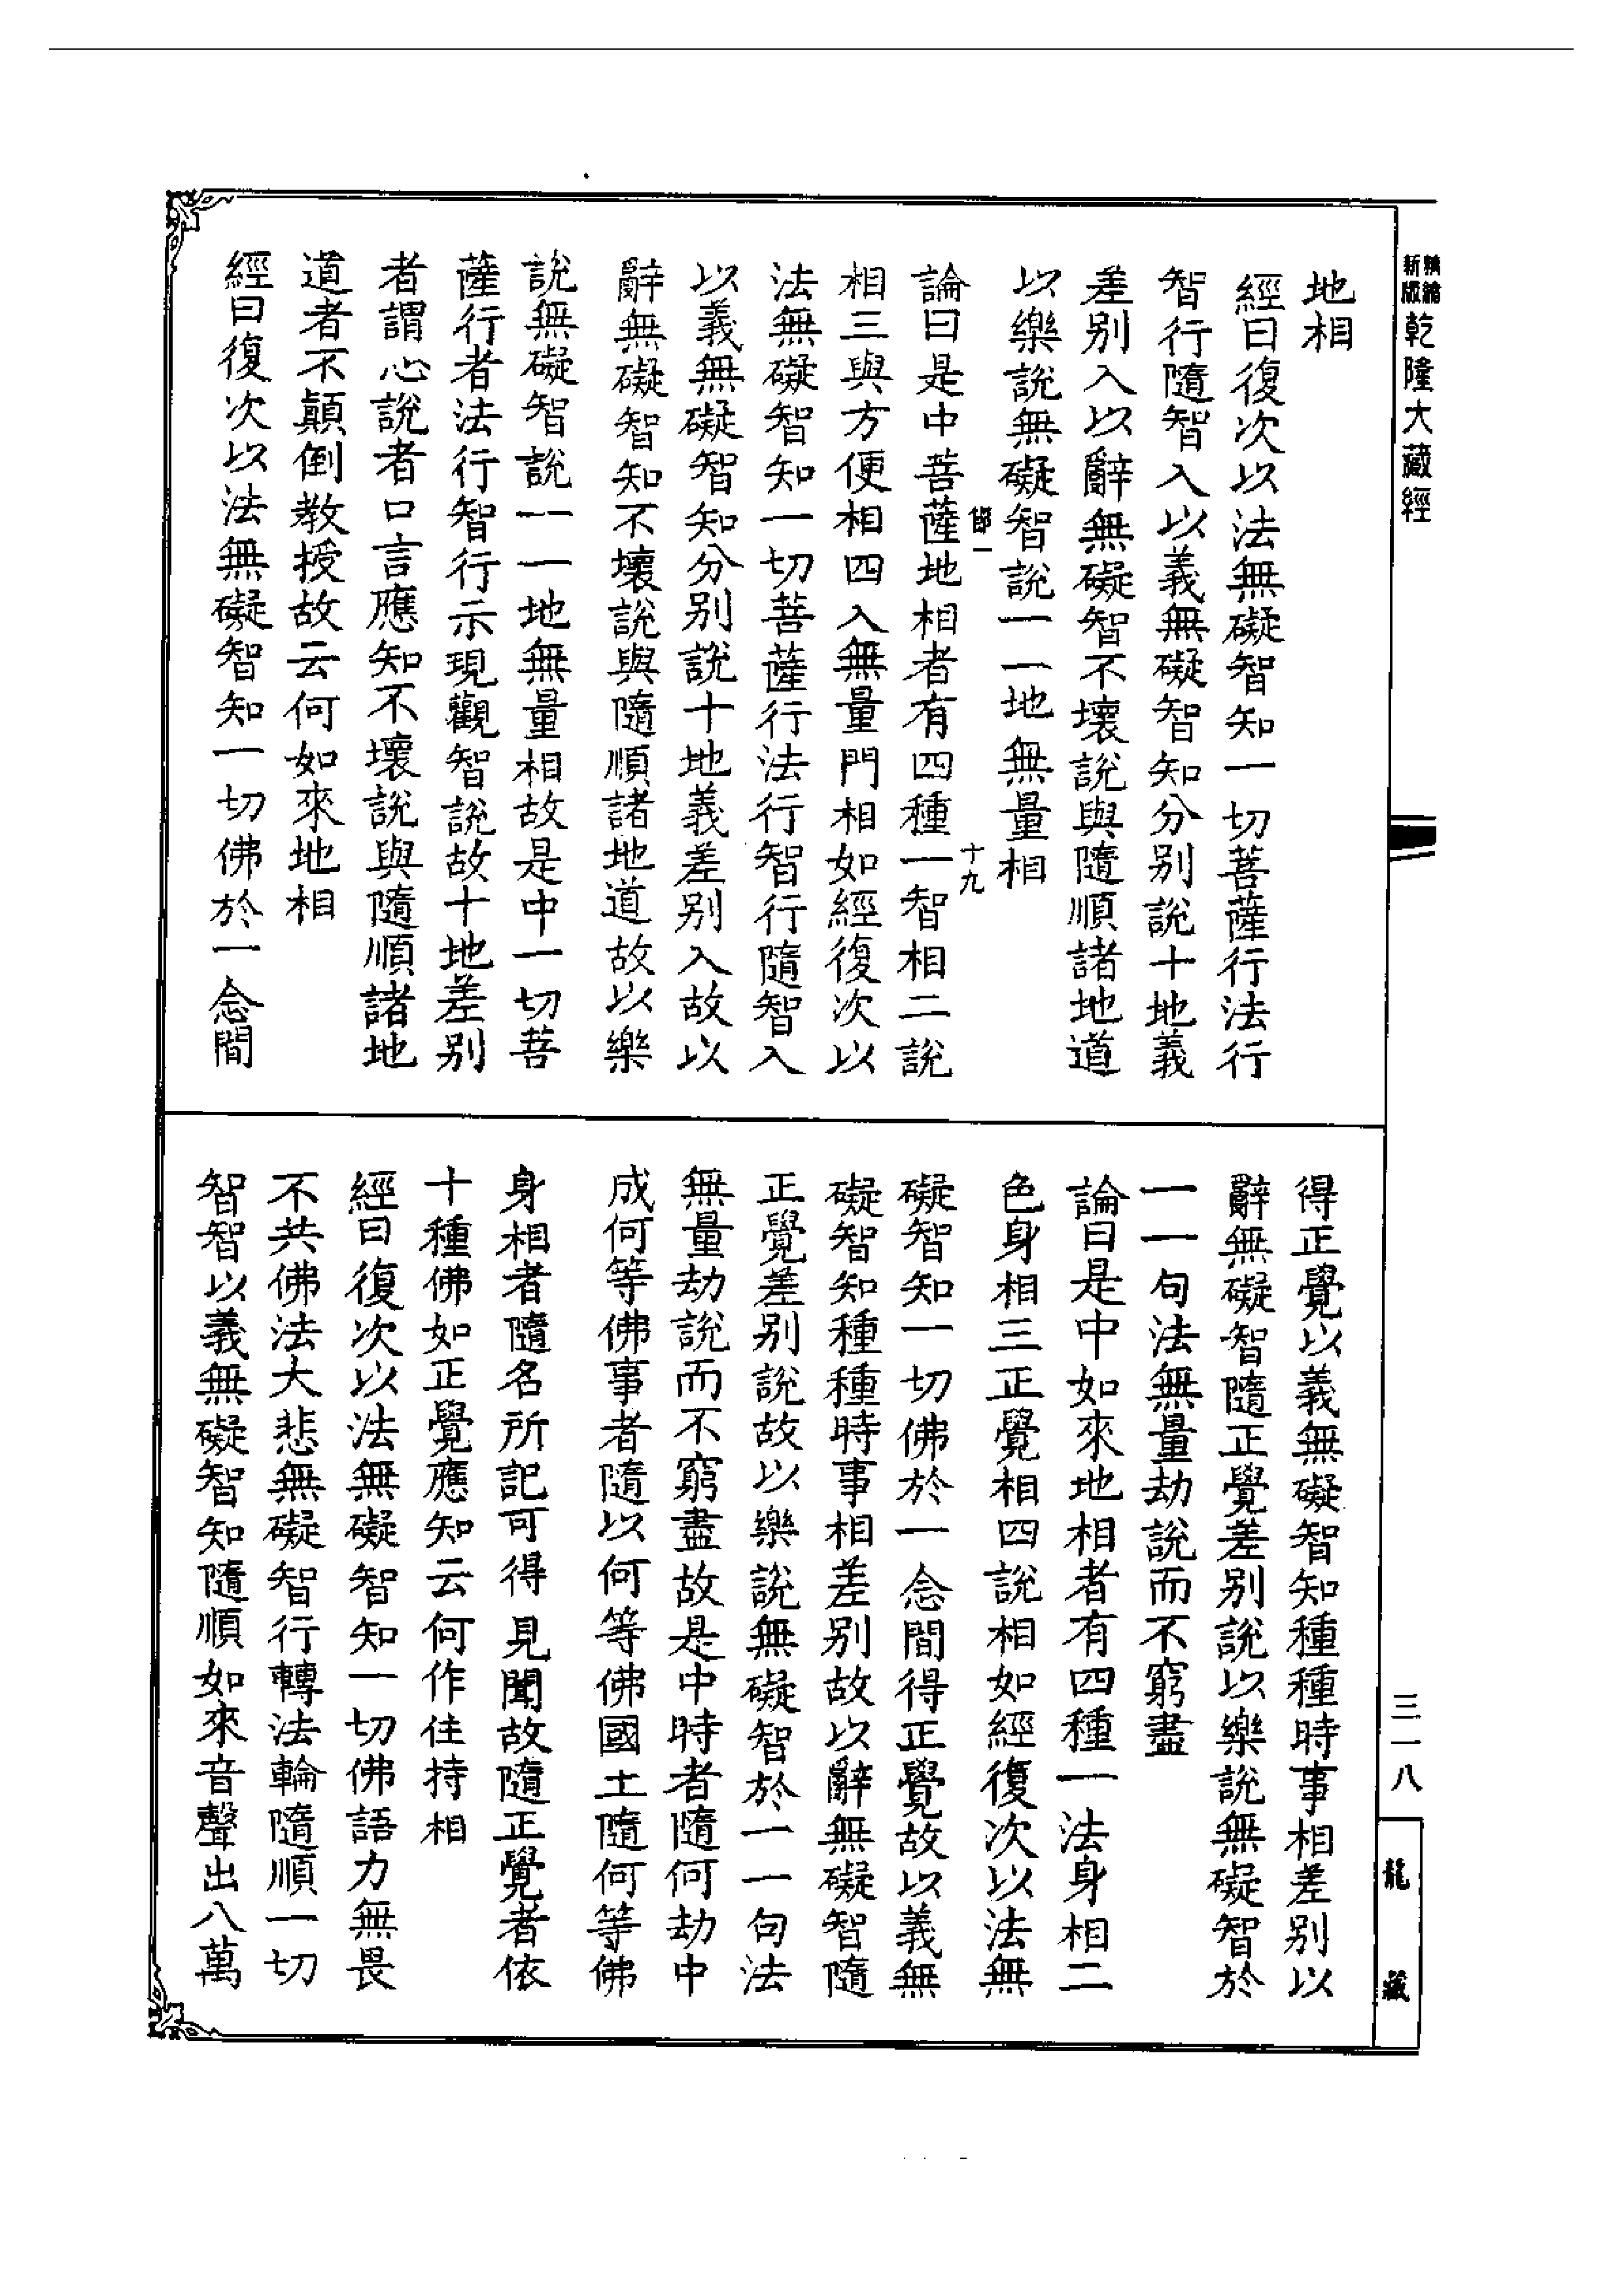 精縮新版乾隆大藏經
地相
經曰復次以法無礙智知一切菩薩行法行
智行隨智入以義無礙智知分別說十地義
差別入以辭無礙智不壞說與隨順諸地道
以樂說無礙智說一一地無量相
十九
論曰是中菩薩地相者有四種一智相二說
相三與方便相四入無量門相如經復次以
法無礙智知一切菩薩行法行智行隨智入
以義無礙智知分別說十地義差別入故以
辭無礙智知不壞說與隨順諸地道故以樂
說無礙智說一一地無量相故是中一切菩
薩行者法行智行示現觀智說故十地差別
者謂心說者口言應知不壞說與隨順諸地
道者不顛倒教授故云何如來地相
經曰復次以法無礙智知一切佛於一念間
得正覺以義無礙智知種種時事相差別以
辭無礙智隨正覺差別說以樂說無礙智於
一一句法無量劫說而不窮盡
論曰是中如來地相者有四種一法身相二
色身相三正覺相四說相如經復次以法無
礙智知一切佛於一念間得正覺故以義無
礙智知種種時事相差別故以辭無礙智隨
正覺差別說故以樂說無礙智於一一句法
無量劫說而不窮盡故是中時者隨何劫中
成何等佛事者隨以何等佛國土隨何等佛
身相者隨名所記可得見聞故隨正覺者依
十種佛如正覺應知云何作住持相
經曰復次以法無礙智知一切佛語力無畏
不共佛法大悲無礙智行轉法輪隨順一切
智智以義無礙智知隨順如來音聲出八萬
三一八
龍藏